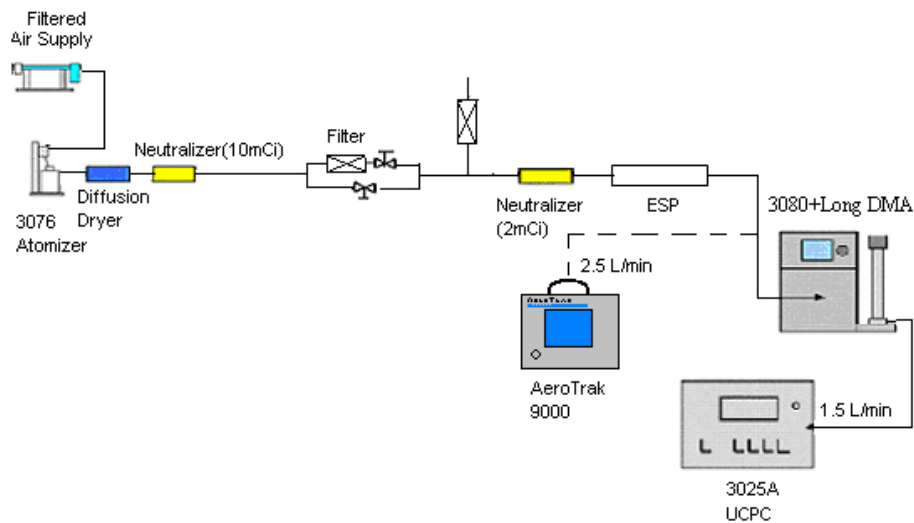 Filtered
Air Supply
Neutralizer(10mCi)
Filter
Diffusion
Dryer
3076
Atomizer
Neutralizer
(2mCi)
ESP
3080+Long DMA
2.5 L/min
AEROTRAK
AeroTrak
9000
1.5 L/min
3025A
UCPC